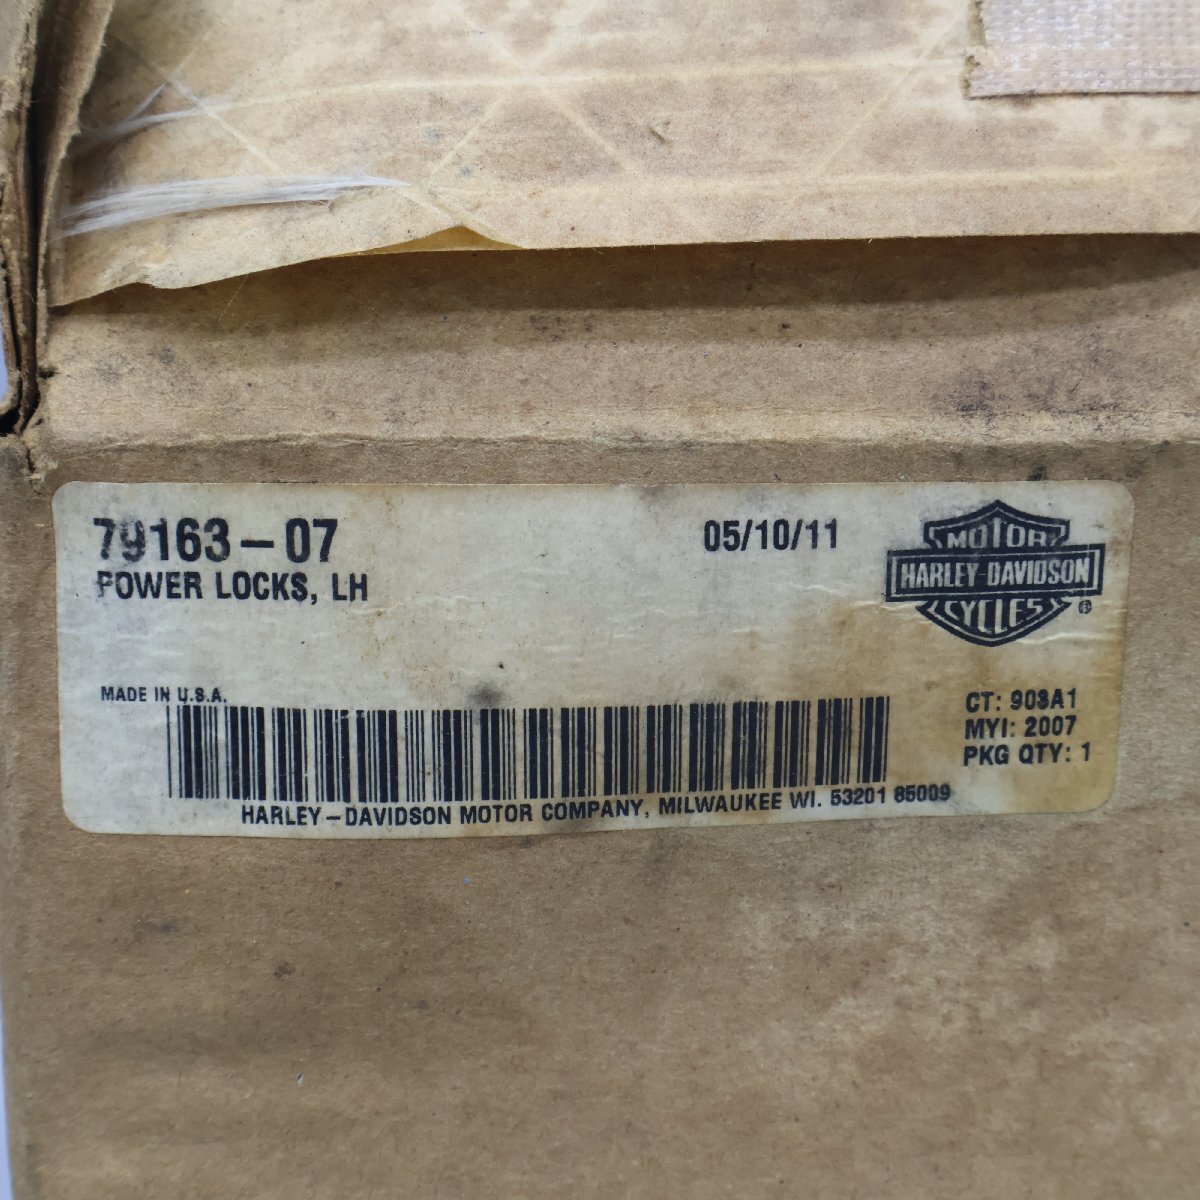 79163-07
05/10/11
POWER LOCKS, LH
MOTOR
HARLEY-DAVIDSON
CYCLES
®
MADE IN U.S.A.
CT: 903A1
MYI: 2007
PKG QTY: 1
HARLEY-DAVIDSON MOTOR COMPANY, MILWAUKEE WI. 53201 85009